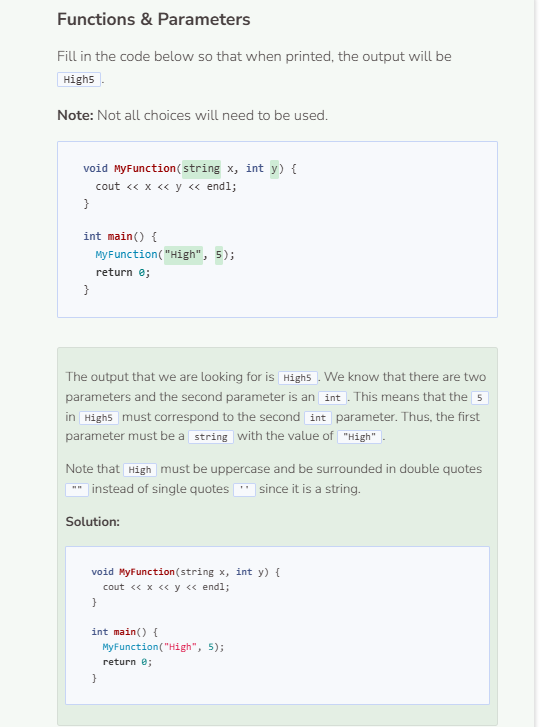 Functions & Parameters
Fill in the code below so that when printed, the output will be
High5 .
Note: Not all choices will need to be used.
void MyFunction(string x, int y) {
cout << x << y << endl;
}
int main() {
MyFunction("High", 5);
return 0;
}
The output that we are looking for is High5 . We know that there are two
parameters and the second parameter is an int . This means that the 5
in High5 must correspond to the second int parameter. Thus, the first
parameter must be a string with the value of "High" .
Note that High must be uppercase and be surrounded in double quotes
"" instead of single quotes '' since it is a string.
Solution:
void MyFunction(string x, int y) {
cout << x << y << endl;
}
int main() {
MyFunction("High", 5);
return 0;
}